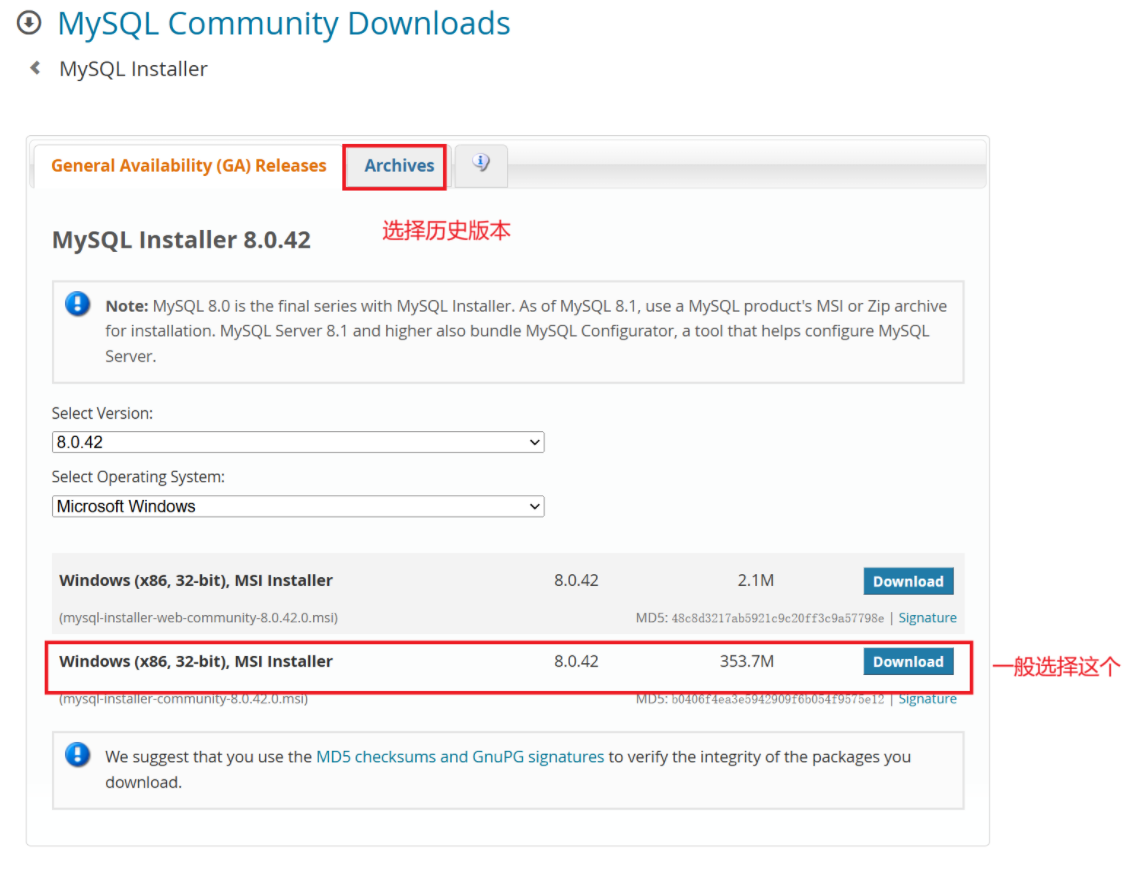 MySQL Community Downloads
MySQL Installer
General Availability (GA) Releases
Archives
选择历史版本
MySQL Installer 8.0.42
Note: MySQL 8.0 is the final series with MySQL Installer. As of MySQL 8.1, use a MySQL product's MSI or Zip archive
for installation. MySQL Server 8.1 and higher also bundle MySQL Configurator, a tool that helps configure MySQL
Server.
Select Version:
8.0.42
Select Operating System:
Microsoft Windows
Windows (x86, 32-bit), MSI Installer 8.0.42 2.1M Download
(mysql-installer-web-community-8.0.42.0.msi) MD5: 48c8d3217ab5921c9c20ff3c9a57798e | Signature
Windows (x86, 32-bit), MSI Installer 8.0.42 353.7M Download
一般选择这个
(mysql-installer-community-8.0.42.0.msi) MD5: b0406f4ea3e5942909f6b054f9575e12 | Signature
We suggest that you use the MD5 checksums and GnuPG signatures to verify the integrity of the packages you
download.